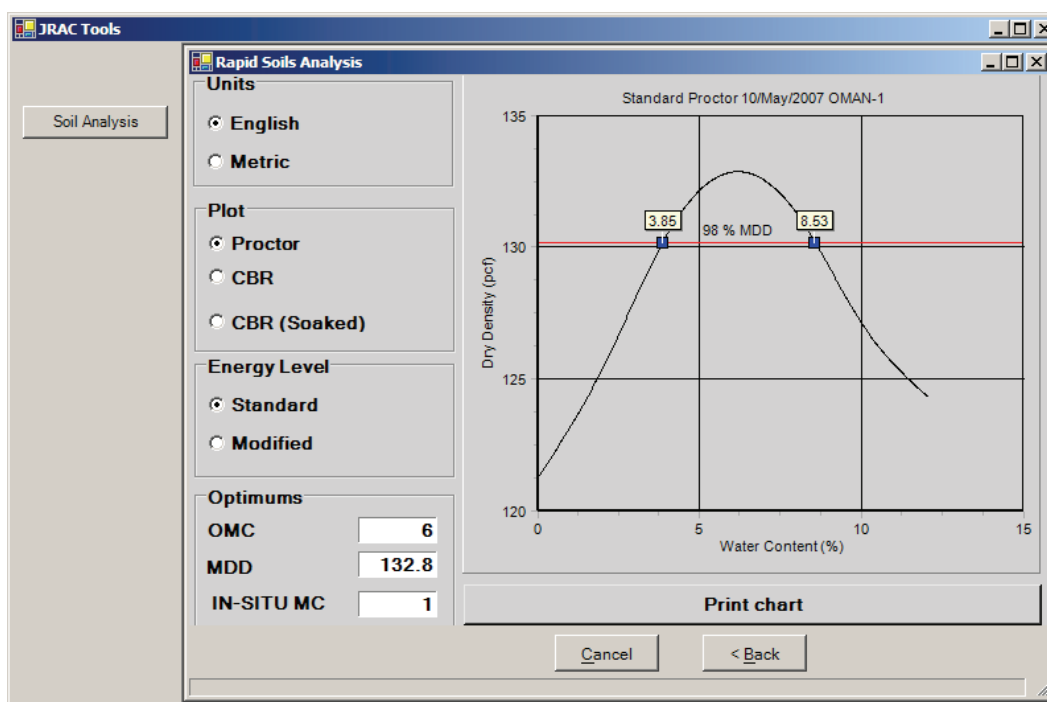 JRAC Tools
Soil Analysis
Rapid Soils Analysis
Units
English
Metric
Plot
Proctor
CBR
CBR (Soaked)
Energy Level
Standard
Modified
Optimums
OMC 6
MDD 132.8
IN-SITU MC 1
Standard Proctor 10/May/2007 OMAN-1
Dry Density (pcf)
135
130
125
120
3.85
98 % MDD
8.53
0 5 10 15
Water Content (%)
Print chart
Cancel
< Back